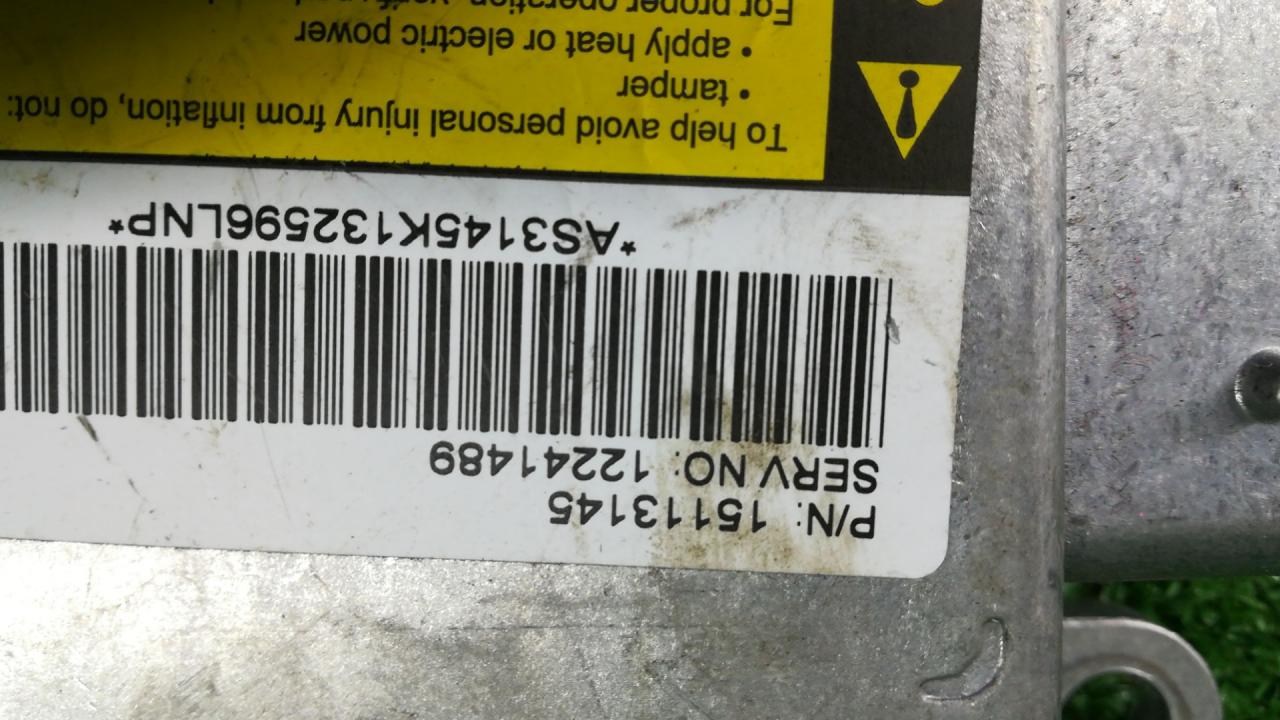 P/N: 15113145
SERV NO: 12241489
*AS3145K132596LNP*
To help avoid personal injury from inflation, do not:
• tamper
• apply heat or electric power
For proper operation, verify